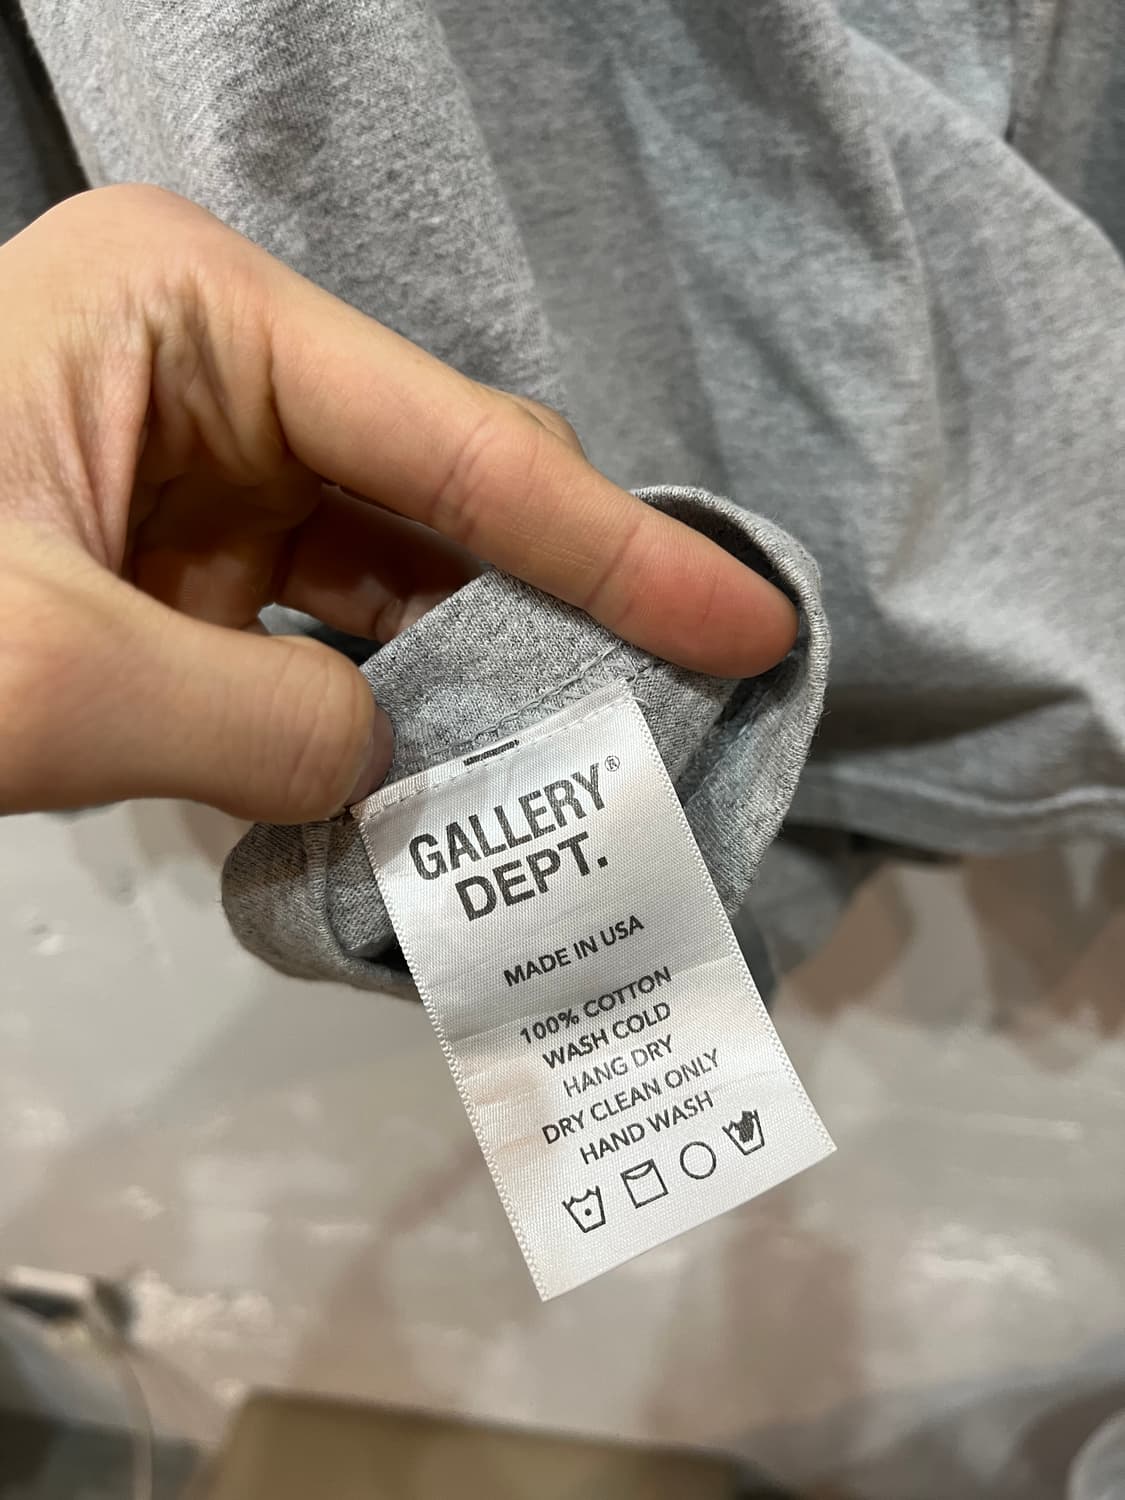 GALLERY®
DEPT.
MADE IN USA
100% COTTON
WASH COLD
HANG DRY
DRY CLEAN ONLY
HAND WASH